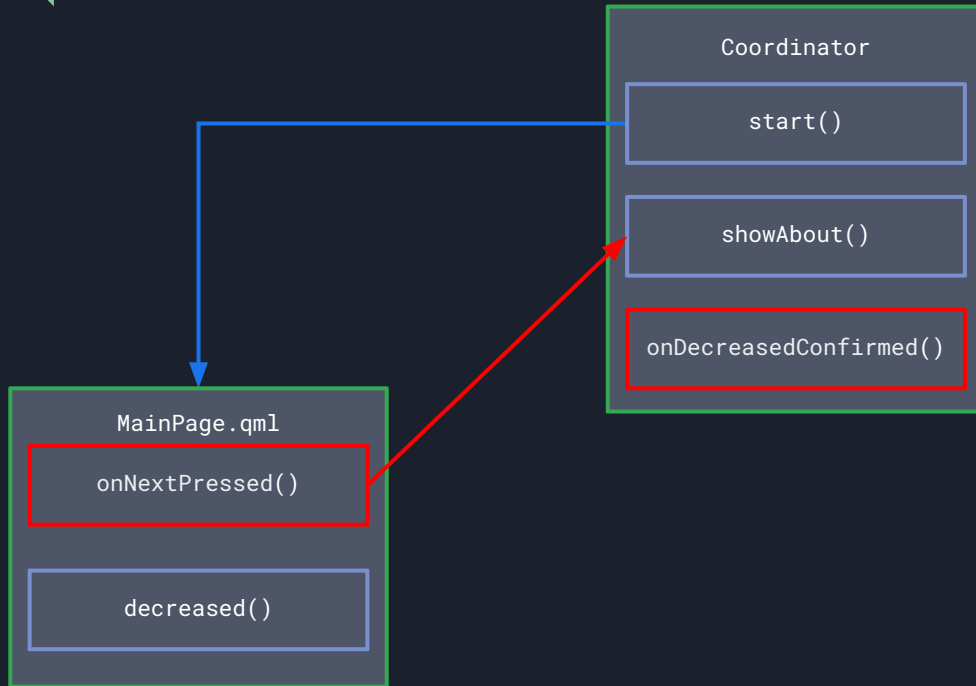 Coordinator
start()
showAbout()
onDecreasedConfirmed()
MainPage.qml
onNextPressed()
decreased()